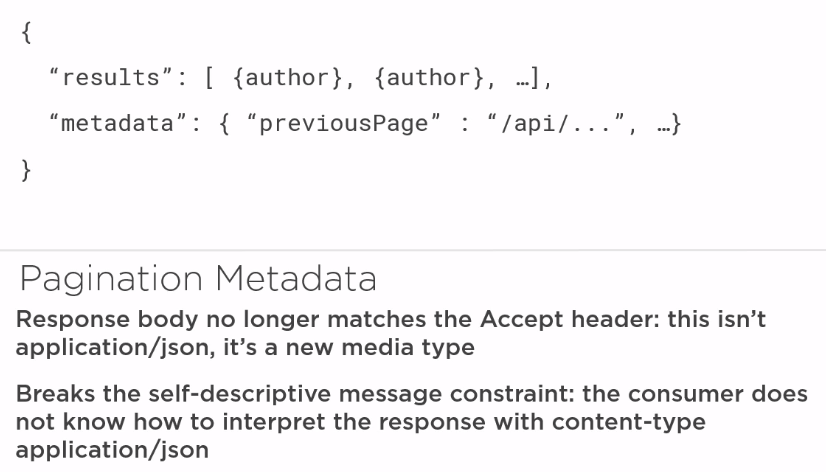 {
“results”: [ {author}, {author}, …],
“metadata”: { “previousPage” : “/api/...”, …}
}
Pagination Metadata
Response body no longer matches the Accept header: this isn’t
application/json, it’s a new media type
Breaks the self-descriptive message constraint: the consumer does
not know how to interpret the response with content-type
application/json